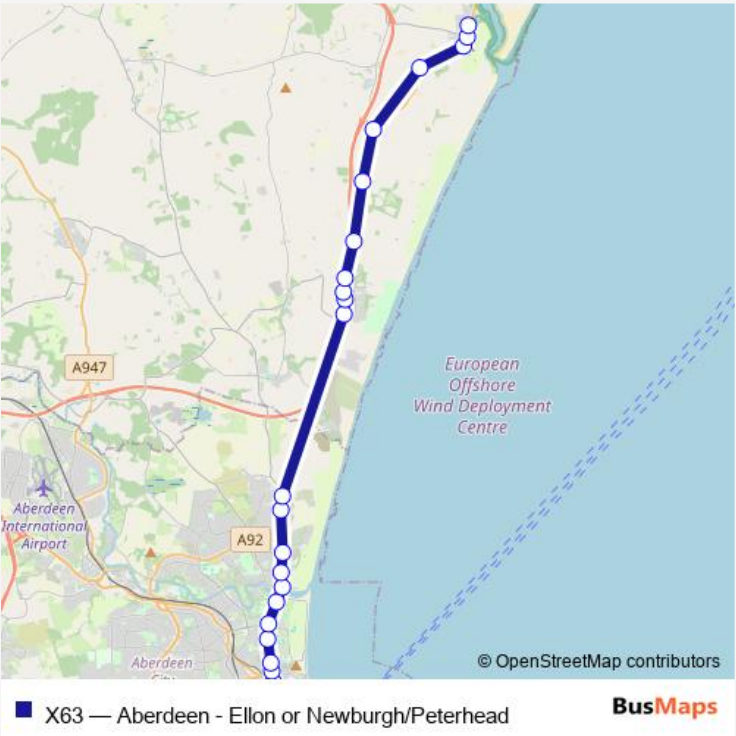 European
Offshore
Wind Deployment
Centre
A947
Aberdeen
International
Airport
A92
Aberdeen
City
© OpenStreetMap contributors
X63 — Aberdeen - Ellon or Newburgh/Peterhead
BusMaps